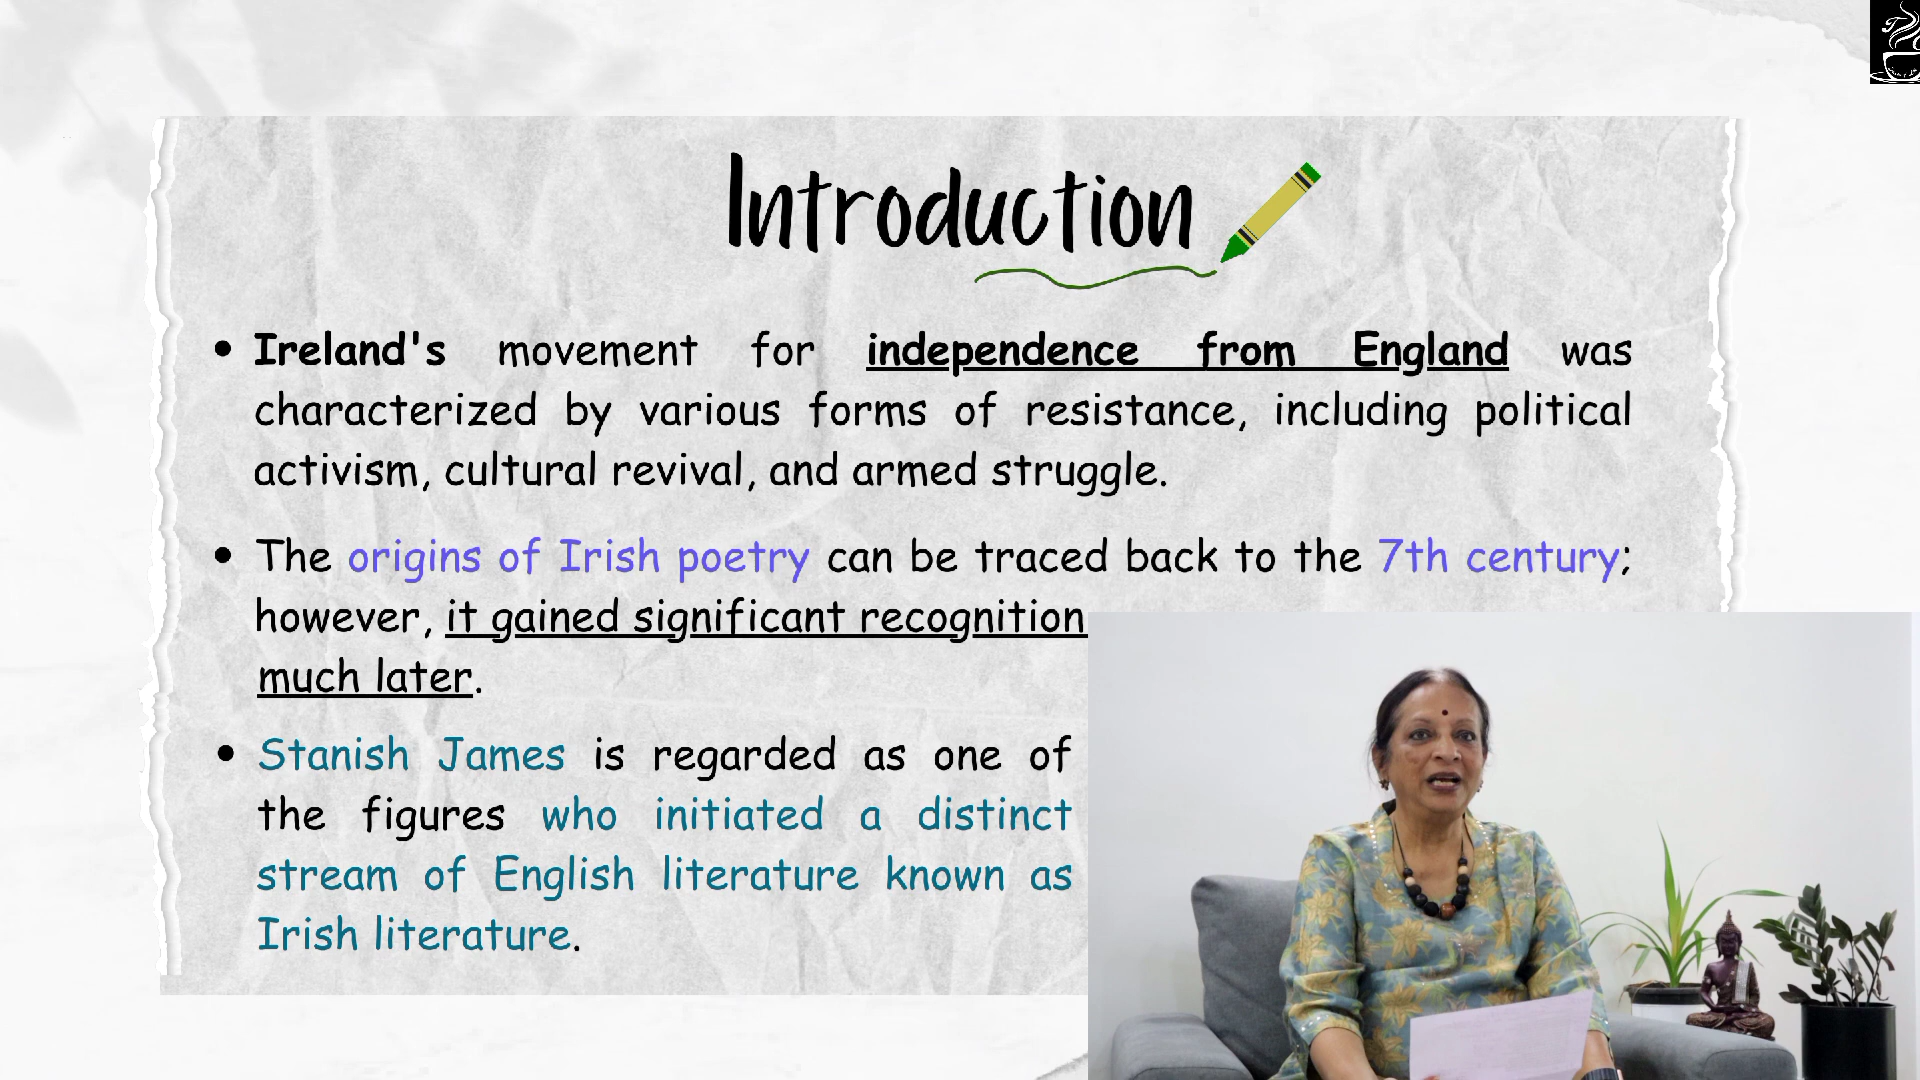 Introduction
Ireland's movement for independence from England was
characterized by various forms of resistance, including political
activism, cultural revival, and armed struggle.
The origins of Irish poetry can be traced back to the 7th century;
however, it gained significant recognition
much later.
Stanish James is regarded as one of
the figures who initiated a distinct
stream of English literature known as
Irish literature.